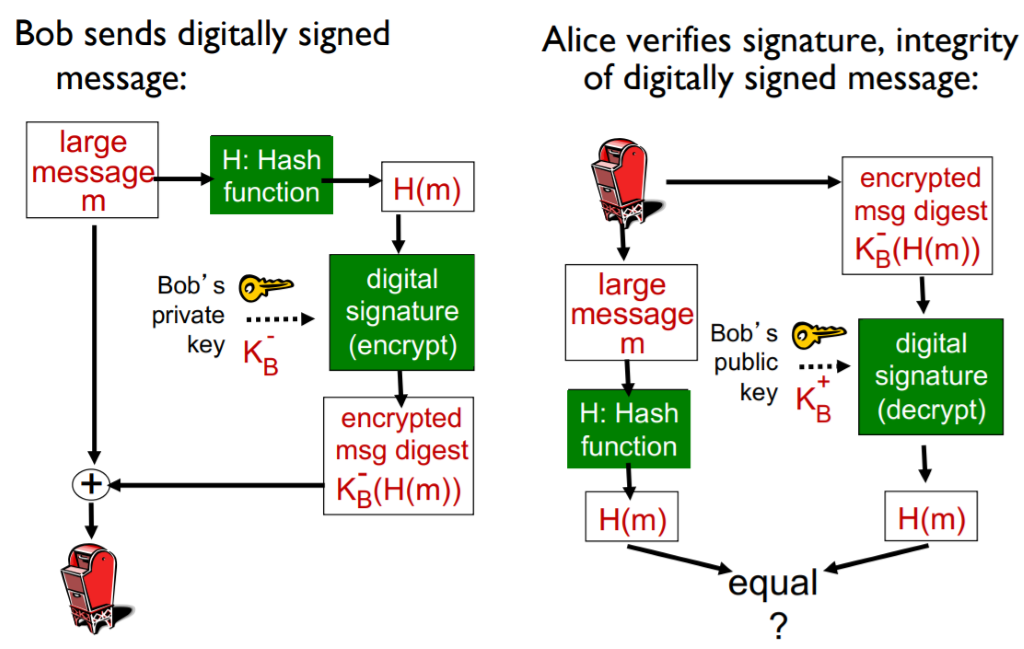 Bob sends digitally signed
message:
large
message
m
H: Hash
function
H(m)
Bob's
private
key
K_B^-
digital
signature
(encrypt)
encrypted
msg digest
K_B^-(H(m))
+
Alice verifies signature, integrity
of digitally signed message:
encrypted
msg digest
K_B^-(H(m))
large
message
m
Bob's
public
key
K_B^+
digital
signature
(decrypt)
H: Hash
function
H(m)
H(m)
equal
?